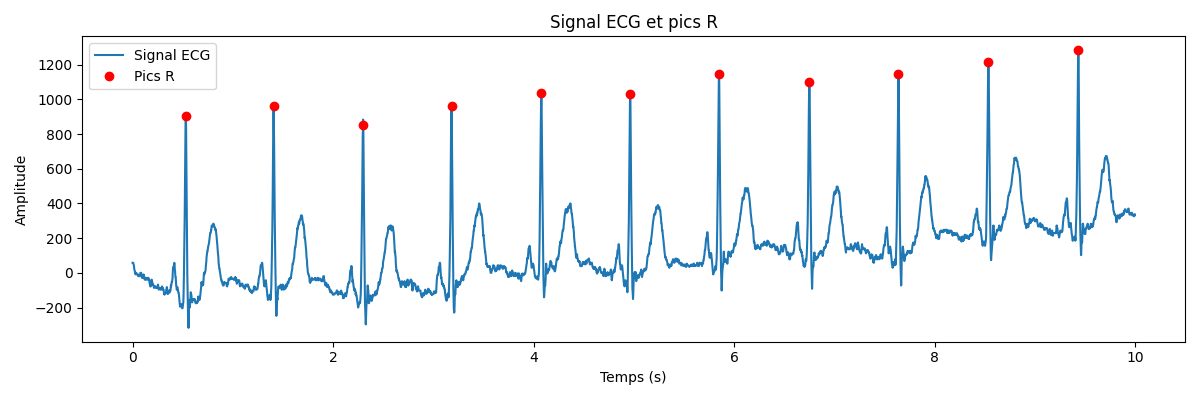 Signal ECG et pics R
Signal ECG
Pics R
1200
1000
800
600
400
200
0
−200
Amplitude
0 2 4 6 8 10
Temps (s)